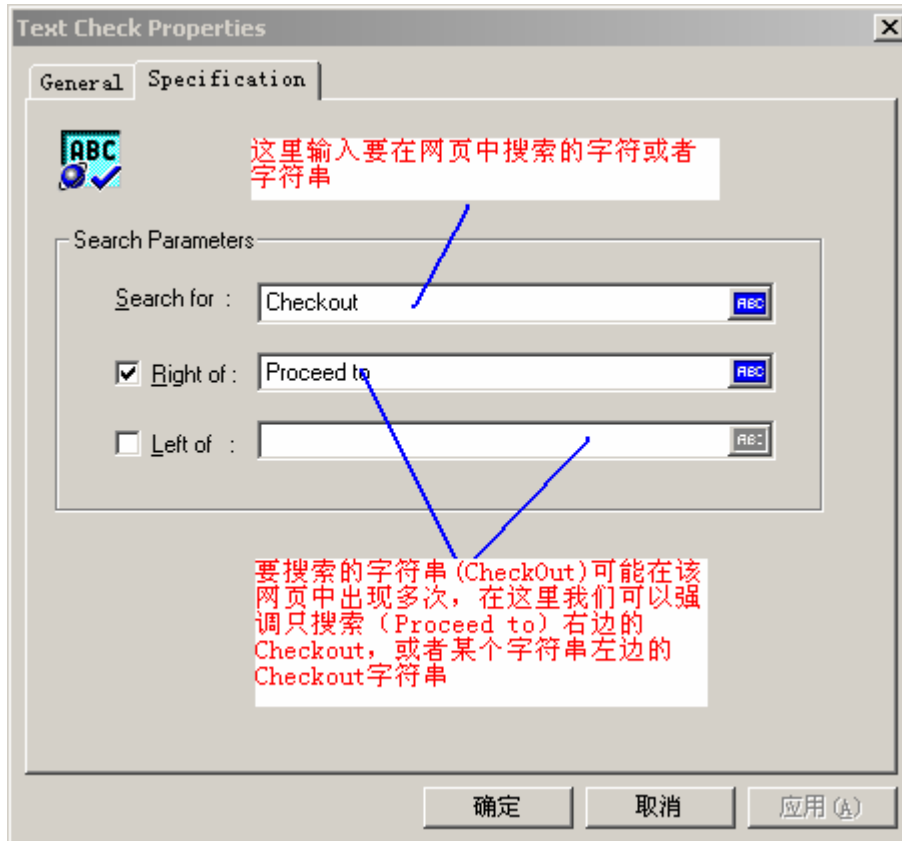 Text Check Properties
General Specification
ABC
这里输入要在网页中搜索的字符或者
字符串
Search Parameters
Search for : Checkout ABC
Right of : Proceed to ABC
Left of : ABC
要搜索的字符串(CheckOut)可能在该
网页中出现多次，在这里我们可以强
调只搜索（Proceed to）右边的
Checkout，或者某个字符串左边的
Checkout字符串
确定 取消 应用(A)